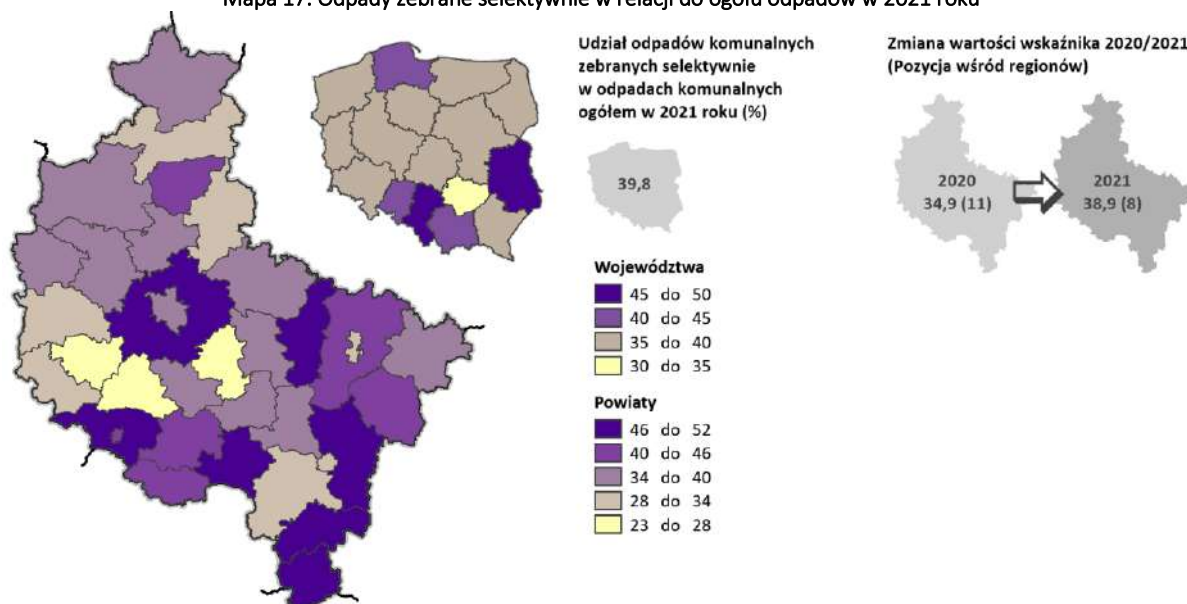 Mapa 17. Odpady zebrane selektywnie w relacji do ogółu odpadów w 2021 roku
Udział odpadów komunalnych
zebranych selektywnie
w odpadach komunalnych
ogółem w 2021 roku (%)
39,8
Zmiana wartości wskaźnika 2020/2021
(Pozycja wśród regionów)
2020
34,9 (11)
2021
38,9 (8)
Województwa
45 do 50
40 do 45
35 do 40
30 do 35
Powiaty
46 do 52
40 do 46
34 do 40
28 do 34
23 do 28